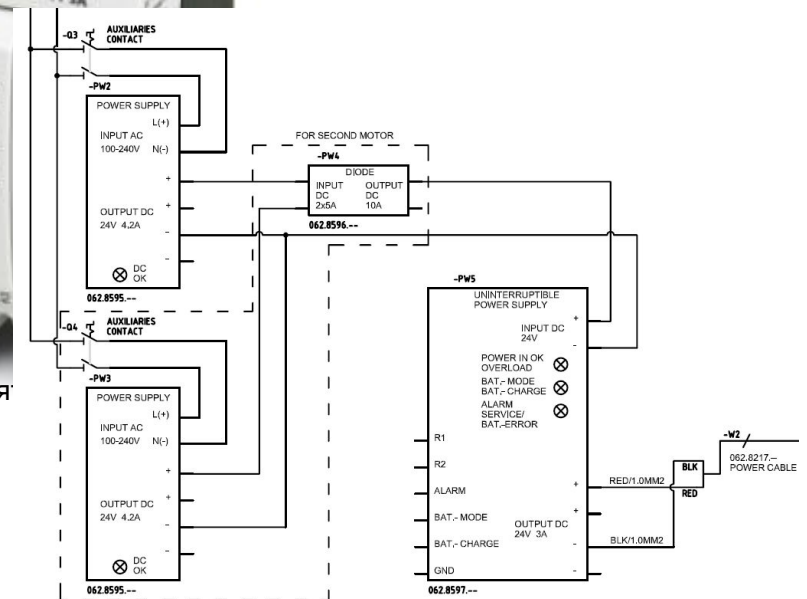 -Q3
AUXILIARIES
CONTACT
-PW2
POWER SUPPLY
L(+)
INPUT AC
100-240V N(-)
+
+
OUTPUT DC
24V 4,2A
-
-
DC
OK
062.8595.--
FOR SECOND MOTOR
-PW4
DIODE
INPUT OUTPUT
DC DC
2x5A 10A
062.8596.--
-Q4
AUXILIARIES
CONTACT
-PW3
POWER SUPPLY
L(+)
INPUT AC
100-240V N(-)
+
+
OUTPUT DC
24V 4.2A
-
-
DC
OK
062.8595.--
-PW5
UNINTERRUPTIBLE
POWER SUPPLY
+
INPUT DC
24V
-
POWER IN OK
OVERLOAD
BAT.- MODE
BAT.- CHARGE
ALARM
SERVICE/
BAT.-ERROR
R1
R2
ALARM
BAT.- MODE
BAT.- CHARGE
GND
+
+
OUTPUT DC
24V 3A
-
-
062.8597.--
RED/1.0MM2
BLK/1.0MM2
BLK
RED
-W2
062.8217.--
POWER CABLE